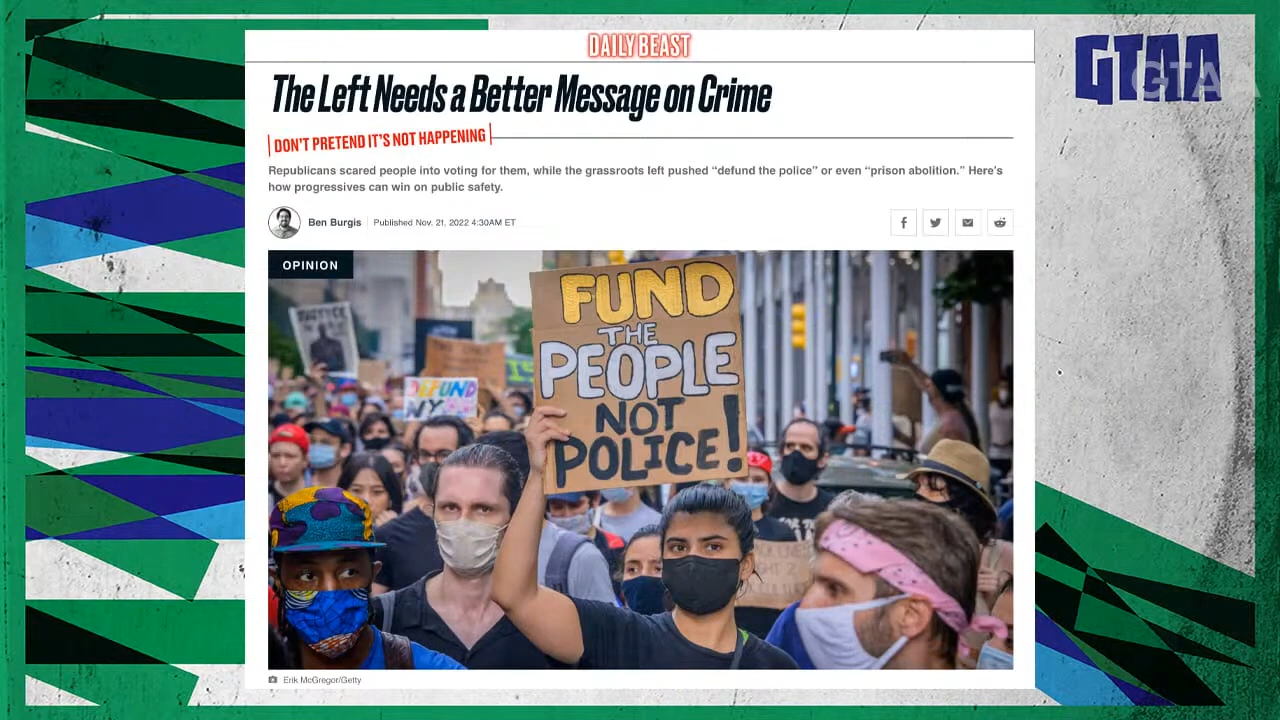 DAILY BEAST
GTAA
GTAA
The Left Needs a Better Message on Crime
DON'T PRETEND IT'S NOT HAPPENING
Republicans scared people into voting for them, while the grassroots left pushed “defund the police” or even “prison abolition.” Here’s
how progressives can win on public safety.
Ben Burgis
Published Nov. 21, 2022 4:30AM ET
OPINION
FUND
THE
PEOPLE
NOT
POLICE!
JUSTICE
DEFUND
NY
Erik McGregor/Getty